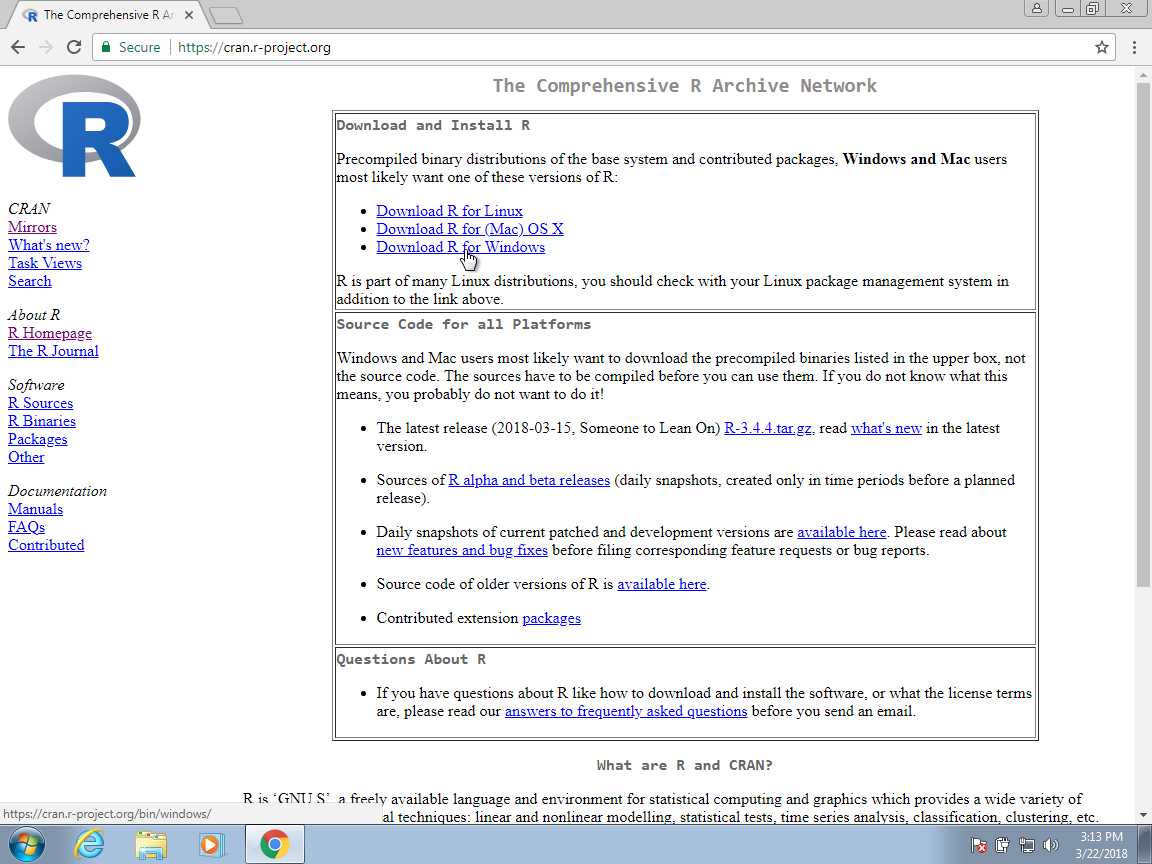 The Comprehensive R Ar
Secure https://cran.r-project.org
R
CRAN
Mirrors
What's new?
Task Views
Search
About R
R Homepage
The R Journal
Software
R Sources
R Binaries
Packages
Other
Documentation
Manuals
FAQs
Contributed
The Comprehensive R Archive Network
Download and Install R
Precompiled binary distributions of the base system and contributed packages, Windows and Mac users
most likely want one of these versions of R:
• Download R for Linux
• Download R for (Mac) OS X
• Download R for Windows
R is part of many Linux distributions, you should check with your Linux package management system in
addition to the link above.
Source Code for all Platforms
Windows and Mac users most likely want to download the precompiled binaries listed in the upper box, not
the source code. The sources have to be compiled before you can use them. If you do not know what this
means, you probably do not want to do it!
• The latest release (2018-03-15, Someone to Lean On) R-3.4.4.tar.gz, read what's new in the latest
version.
• Sources of R alpha and beta releases (daily snapshots, created only in time periods before a planned
release).
• Daily snapshots of current patched and development versions are available here. Please read about
new features and bug fixes before filing corresponding feature requests or bug reports.
• Source code of older versions of R is available here.
• Contributed extension packages
Questions About R
• If you have questions about R like how to download and install the software, or what the license terms
are, please read our answers to frequently asked questions before you send an email.
What are R and CRAN?
R is ‘GNU S’, a freely available language and environment for statistical computing and graphics which provides a wide variety of
https://cran.r-project.org/bin/windows/
al techniques: linear and nonlinear modelling, statistical tests, time series analysis, classification, clustering, etc.
3:13 PM
3/22/2018